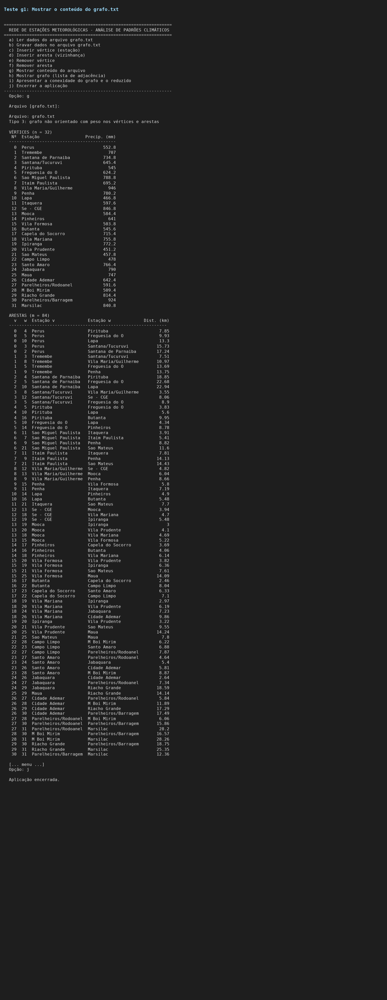 Teste g1: Mostrar o conteúdo do grafo.txt
==================================================================
  REDE DE ESTAÇÕES METEOROLÓGICAS - ANÁLISE DE PADRÕES CLIMÁTICOS
==================================================================
  a) Ler dados do arquivo grafo.txt
  b) Gravar dados no arquivo grafo.txt
  c) Inserir vértice (estação)
  d) Inserir aresta (vizinhança)
  e) Remover vértice
  f) Remover aresta
  g) Mostrar conteúdo do arquivo
  h) Mostrar grafo (lista de adjacência)
  i) Apresentar a conexidade do grafo e o reduzido
  j) Encerrar a aplicação
------------------------------------------------------------------
  Opção: g

  Arquivo [grafo.txt]:

  Arquivo: grafo.txt
  Tipo 3: grafo não orientado com peso nos vértices e arestas

  VÉRTICES (n = 32)
   Nº  Estação                  Precip. (mm)
  ------------------------------------------
    0  Perus                           552.8
    1  Tremembe                          707
    2  Santana de Parnaiba             734.8
    3  Santana/Tucuruvi                645.4
    4  Pirituba                          545
    5  Freguesia do O                  624.2
    6  Sao Miguel Paulista             788.8
    7  Itaim Paulista                  695.2
    8  Vila Maria/Guilherme              946
    9  Penha                           780.2
   10  Lapa                            466.8
   11  Itaquera                        597.6
   12  Se - CGE                        846.8
   13  Mooca                           584.4
   14  Pinheiros                         641
   15  Vila Formosa                    503.8
   16  Butanta                         545.6
   17  Capela do Socorro               715.4
   18  Vila Mariana                    755.8
   19  Ipiranga                        772.2
   20  Vila Prudente                   451.2
   21  Sao Mateus                      457.8
   22  Campo Limpo                       478
   23  Santo Amaro                     766.4
   24  Jabaquara                         790
   25  Maua                              747
   26  Cidade Ademar                   642.4
   27  Parelheiros/Rodoanel            591.6
   28  M Boi Mirim                     509.4
   29  Riacho Grande                   814.4
   30  Parelheiros/Barragem              924
   31  Marsilac                        840.8

  ARESTAS (m = 84)
    v   w  Estação v             Estação w             Dist. (km)
  --------------------------------------------------------------
    0   4  Perus                 Pirituba                    7.85
    0   5  Perus                 Freguesia do O              9.93
    0  10  Perus                 Lapa                        13.3
    0   3  Perus                 Santana/Tucuruvi           15.73
    0   2  Perus                 Santana de Parnaiba        17.24
    1   3  Tremembe              Santana/Tucuruvi            7.51
    1   8  Tremembe              Vila Maria/Guilherme       10.97
    1   5  Tremembe              Freguesia do O             13.69
    1   9  Tremembe              Penha                      13.75
    2   4  Santana de Parnaiba   Pirituba                   18.85
    2   5  Santana de Parnaiba   Freguesia do O             22.68
    2  10  Santana de Parnaiba   Lapa                       22.94
    3   8  Santana/Tucuruvi      Vila Maria/Guilherme        3.55
    3  12  Santana/Tucuruvi      Se - CGE                    8.06
    3   5  Santana/Tucuruvi      Freguesia do O               8.9
    4   5  Pirituba              Freguesia do O              3.83
    4  10  Pirituba              Lapa                         5.6
    4  16  Pirituba              Butanta                     9.95
    5  10  Freguesia do O        Lapa                        4.34
    5  14  Freguesia do O        Pinheiros                   8.78
    6  11  Sao Miguel Paulista   Itaquera                    3.91
    6   7  Sao Miguel Paulista   Itaim Paulista              5.41
    6   9  Sao Miguel Paulista   Penha                       8.82
    6  21  Sao Miguel Paulista   Sao Mateus                  11.6
    7  11  Itaim Paulista        Itaquera                    7.81
    7   9  Itaim Paulista        Penha                      14.13
    7  21  Itaim Paulista        Sao Mateus                 14.43
    8  12  Vila Maria/Guilherme  Se - CGE                    4.82
    8  13  Vila Maria/Guilherme  Mooca                       6.04
    8   9  Vila Maria/Guilherme  Penha                       8.66
    9  15  Penha                 Vila Formosa                 5.8
    9  11  Penha                 Itaquera                    7.19
   10  14  Lapa                  Pinheiros                    4.9
   10  16  Lapa                  Butanta                     5.48
   11  21  Itaquera              Sao Mateus                   7.7
   12  13  Se - CGE              Mooca                       3.94
   12  18  Se - CGE              Vila Mariana                 4.7
   12  19  Se - CGE              Ipiranga                    5.48
   13  19  Mooca                 Ipiranga                       3
   13  20  Mooca                 Vila Prudente                4.1
   13  18  Mooca                 Vila Mariana                4.69
   13  15  Mooca                 Vila Formosa                5.22
   14  17  Pinheiros             Capela do Socorro           3.69
   14  16  Pinheiros             Butanta                     4.06
   14  18  Pinheiros             Vila Mariana                6.14
   15  20  Vila Formosa          Vila Prudente               3.82
   15  19  Vila Formosa          Ipiranga                    6.36
   15  21  Vila Formosa          Sao Mateus                  7.61
   15  25  Vila Formosa          Maua                       14.09
   16  17  Butanta               Capela do Socorro           2.46
   16  22  Butanta               Campo Limpo                 8.04
   17  23  Capela do Socorro     Santo Amaro                 6.33
   17  22  Capela do Socorro     Campo Limpo                  7.1
   18  19  Vila Mariana          Ipiranga                    2.97
   18  20  Vila Mariana          Vila Prudente               6.19
   18  24  Vila Mariana          Jabaquara                   7.23
   18  26  Vila Mariana          Cidade Ademar               9.86
   19  20  Ipiranga              Vila Prudente               3.22
   20  21  Vila Prudente         Sao Mateus                  9.55
   20  25  Vila Prudente         Maua                       14.24
   21  25  Sao Mateus            Maua                         7.8
   22  28  Campo Limpo           M Boi Mirim                 6.22
   22  23  Campo Limpo           Santo Amaro                 6.88
   22  27  Campo Limpo           Parelheiros/Rodoanel        7.87
   23  27  Santo Amaro           Parelheiros/Rodoanel        4.64
   23  24  Santo Amaro           Jabaquara                    5.4
   23  26  Santo Amaro           Cidade Ademar               5.81
   23  28  Santo Amaro           M Boi Mirim                 8.87
   24  26  Jabaquara             Cidade Ademar               2.64
   24  27  Jabaquara             Parelheiros/Rodoanel        7.34
   24  29  Jabaquara             Riacho Grande              18.59
   25  29  Maua                  Riacho Grande              14.14
   26  27  Cidade Ademar         Parelheiros/Rodoanel        5.84
   26  28  Cidade Ademar         M Boi Mirim                11.89
   26  29  Cidade Ademar         Riacho Grande              17.29
   26  30  Cidade Ademar         Parelheiros/Barragem       17.49
   27  28  Parelheiros/Rodoanel  M Boi Mirim                 6.06
   27  30  Parelheiros/Rodoanel  Parelheiros/Barragem       15.86
   27  31  Parelheiros/Rodoanel  Marsilac                    28.2
   28  30  M Boi Mirim           Parelheiros/Barragem       16.57
   28  31  M Boi Mirim           Marsilac                   28.26
   29  30  Riacho Grande         Parelheiros/Barragem       18.75
   29  31  Riacho Grande         Marsilac                   25.35
   30  31  Parelheiros/Barragem  Marsilac                   12.36

  [... menu ...]
  Opção: j

  Aplicação encerrada.